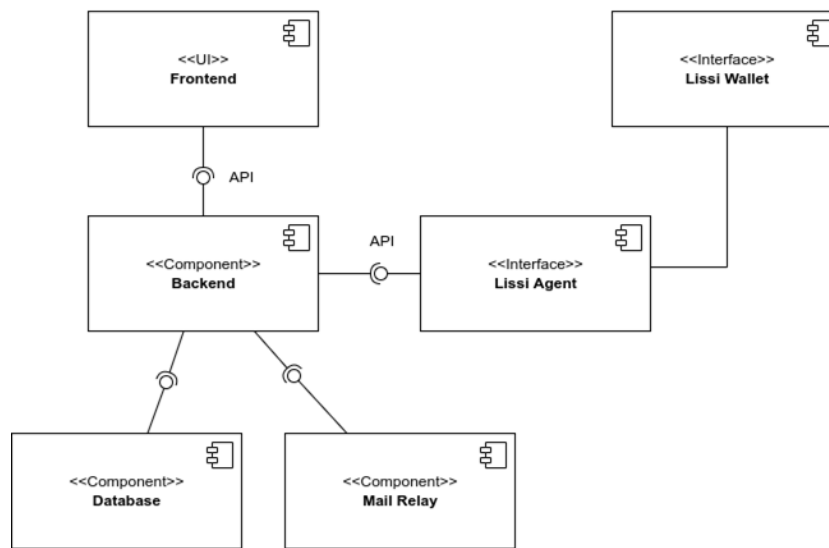 <<UI>>
Frontend
<<Interface>>
Lissi Wallet
API
<<Component>>
Backend
API
<<Interface>>
Lissi Agent
<<Component>>
Database
<<Component>>
Mail Relay